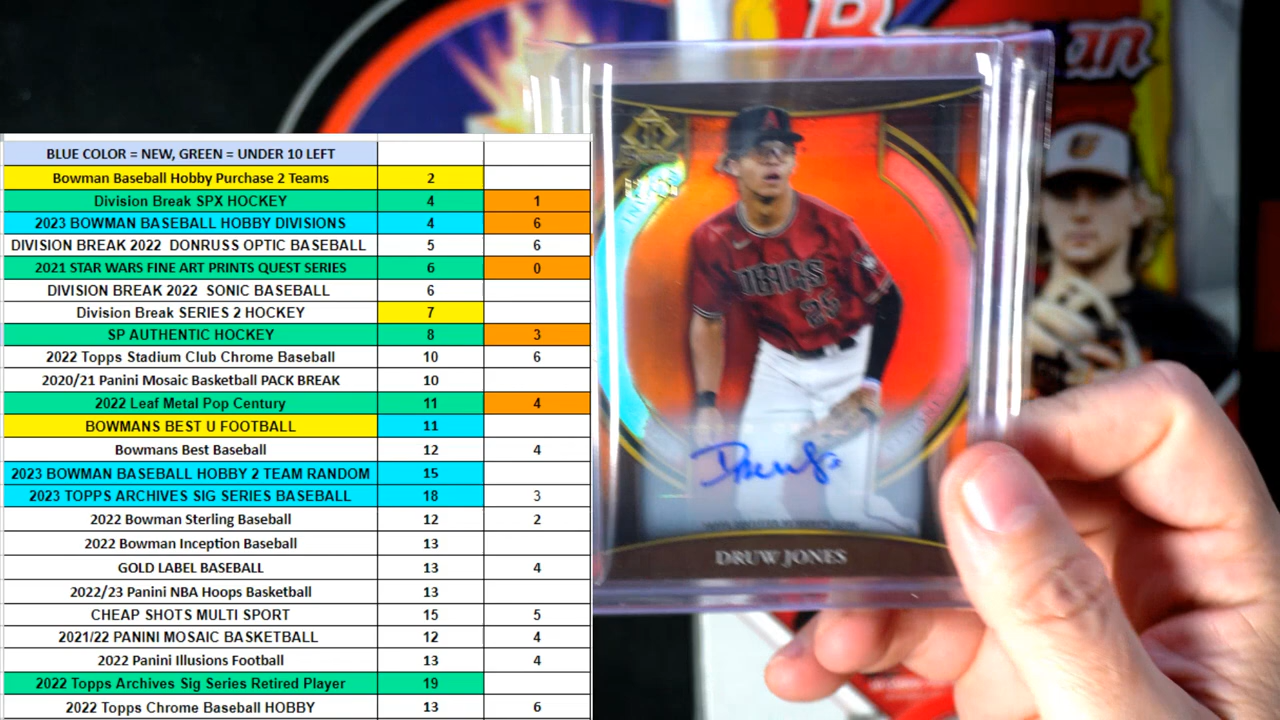 BLUE COLOR = NEW, GREEN = UNDER 10 LEFT
Bowman Baseball Hobby Purchase 2 Teams 2
Division Break SPX HOCKEY 4 1
2023 BOWMAN BASEBALL HOBBY DIVISIONS 4 6
DIVISION BREAK 2022 DONRUSS OPTIC BASEBALL 5 6
2021 STAR WARS FINE ART PRINTS QUEST SERIES 6 0
DIVISION BREAK 2022 SONIC BASEBALL 6
Division Break SERIES 2 HOCKEY 7
SP AUTHENTIC HOCKEY 8 3
2022 Topps Stadium Club Chrome Baseball 10 6
2020/21 Panini Mosaic Basketball PACK BREAK 10
2022 Leaf Metal Pop Century 11 4
BOWMANS BEST U FOOTBALL 11
Bowmans Best Baseball 12 4
2023 BOWMAN BASEBALL HOBBY 2 TEAM RANDOM 15
2023 TOPPS ARCHIVES SIG SERIES BASEBALL 18 3
2022 Bowman Sterling Baseball 12 2
2022 Bowman Inception Baseball 13
GOLD LABEL BASEBALL 13 4
2022/23 Panini NBA Hoops Basketball 13
CHEAP SHOTS MULTI SPORT 15 5
2021/22 PANINI MOSAIC BASKETBALL 12 4
2022 Panini Illusions Football 13 4
2022 Topps Archives Sig Series Retired Player 19
2022 Topps Chrome Baseball HOBBY 13 6
A
DBACKS
25
DRUW JONES